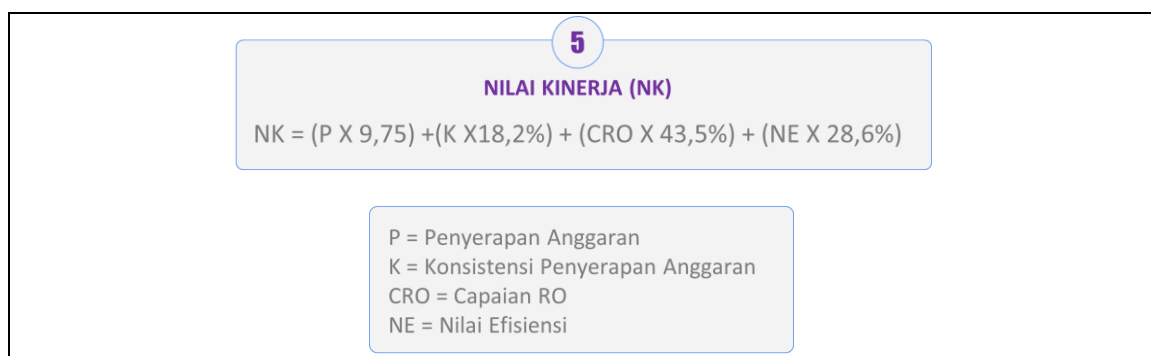 5
NILAI KINERJA (NK)
NK = (P X 9,75) +(K X18,2%) + (CRO X 43,5%) + (NE X 28,6%)
P = Penyerapan Anggaran
K = Konsistensi Penyerapan Anggaran
CRO = Capaian RO
NE = Nilai Efisiensi